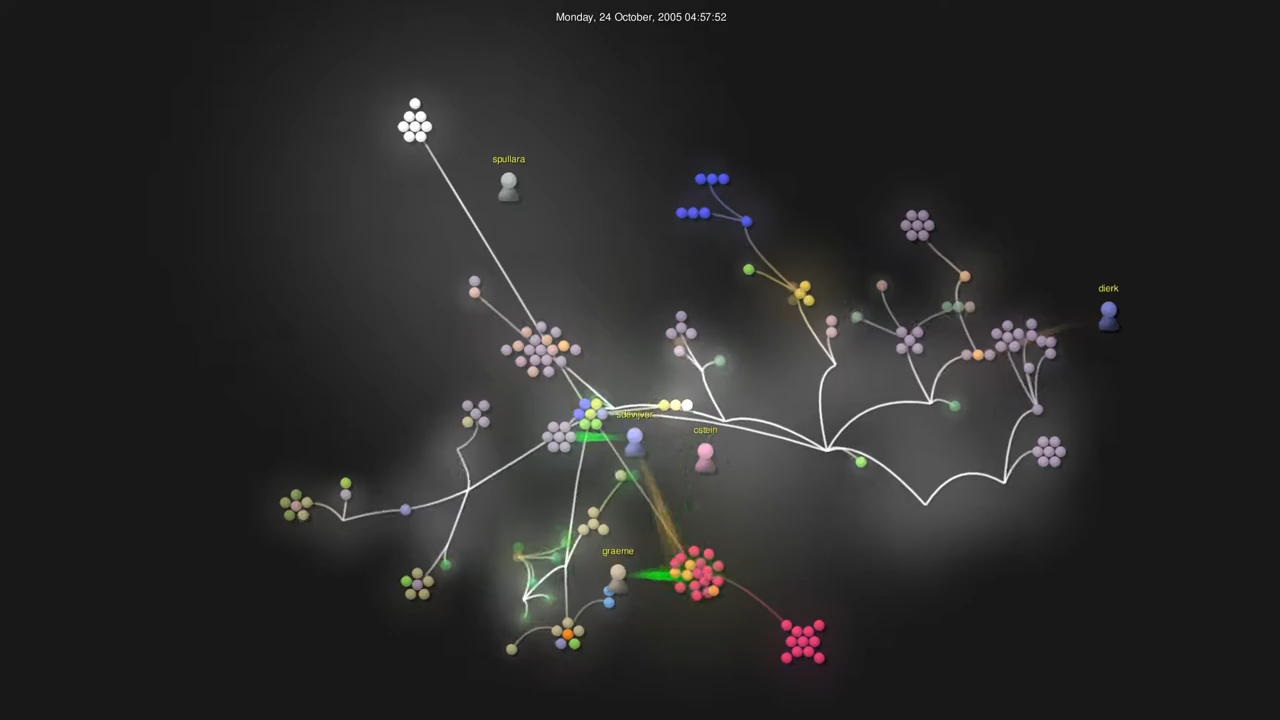 Monday, 24 October, 2005 04:57:52
spullara
dierk
cstein
graeme